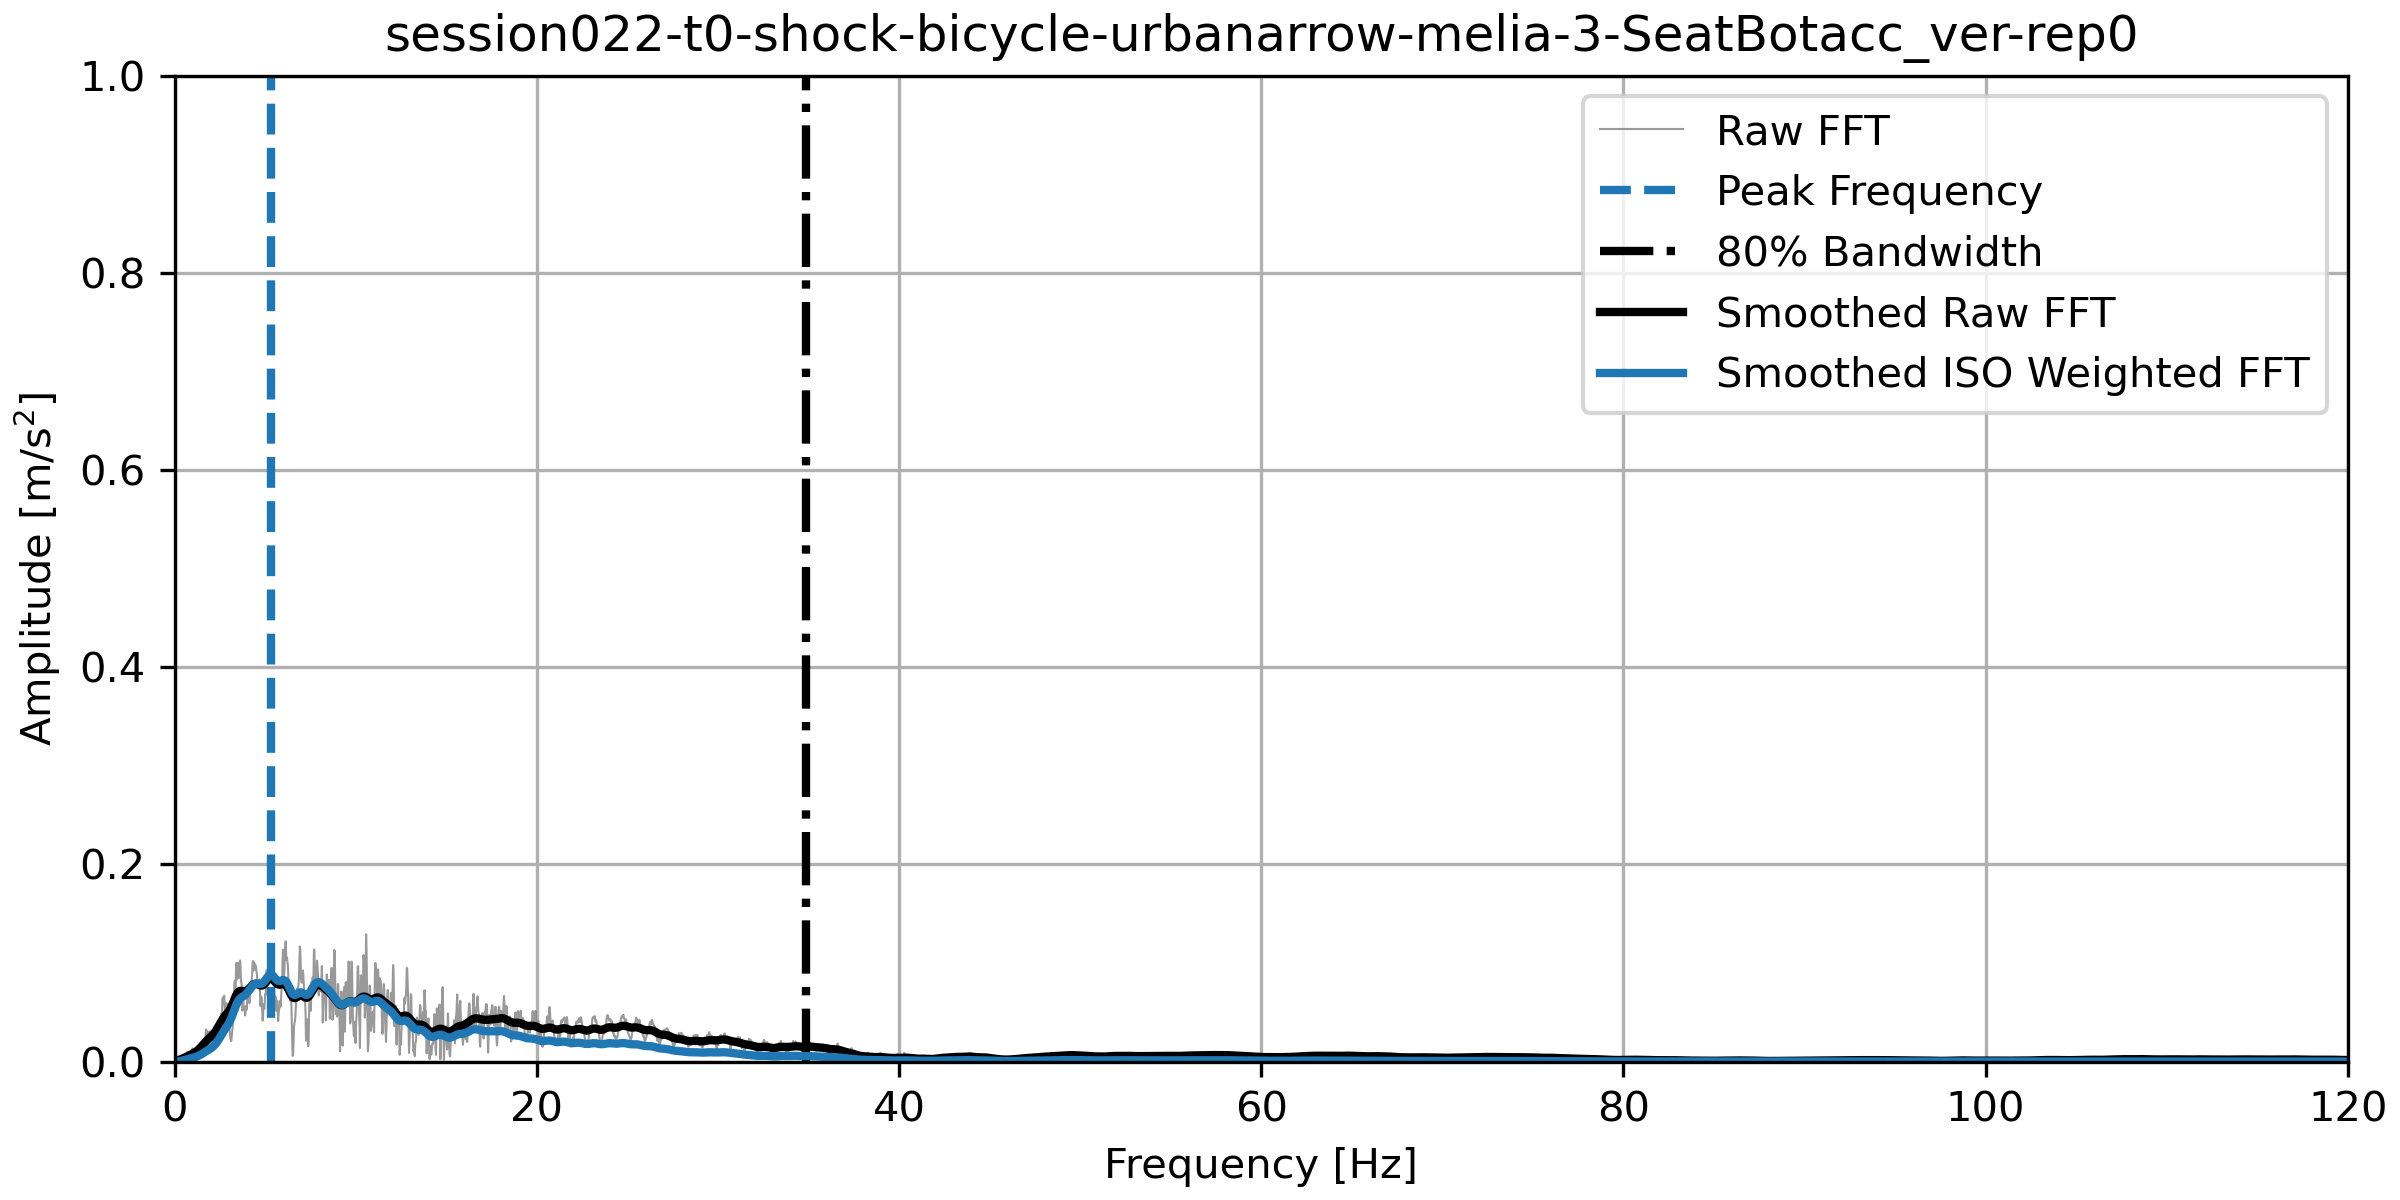 session022-t0-shock-bicycle-urbanarrow-melia-3-SeatBotacc_ver-rep0
1.0
0.8
0.6
0.4
0.2
0.0
Amplitude [m/s²]
Raw FFT
Peak Frequency
80% Bandwidth
Smoothed Raw FFT
Smoothed ISO Weighted FFT
0 20 40 60 80 100 120
Frequency [Hz]